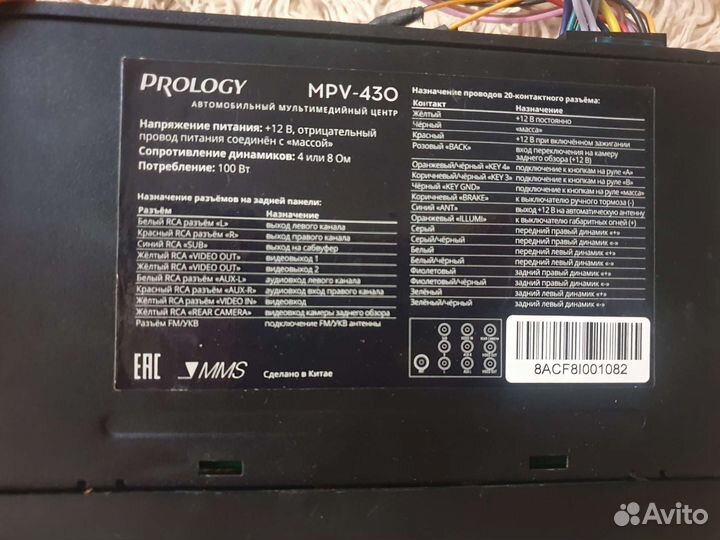 PROLOGY MPV-430
АВТОМОБИЛЬНЫЙ МУЛЬТИМЕДИЙНЫЙ ЦЕНТР
Напряжение питания: +12 В, отрицательный
провод питания соединён с «массой»
Сопротивление динамиков: 4 или 8 Ом
Потребление: 100 Вт
Назначение разъёмов на задней панели:
Разъём Назначение
Белый RCA разъём «L» выход левого канала
Красный RCA разъём «R» выход правого канала
Синий RCA «SUB» выход на сабвуфер
Жёлтый RCA «VIDEO OUT» видеовыход 1
Жёлтый RCA «VIDEO OUT» видеовыход 2
Белый RCA разъём «AUX-L» аудиовход левого канала
Красный RCA разъём «AUX-R» аудиовход правого канала
Жёлтый RCA разъём «VIDEO IN» видеовход
Жёлтый RCA «REAR CAMERA» видеовход камеры заднего обзора
Разъём FM/УКВ подключение FM/УКВ антенны
EAC MMS Сделано в Китае
Назначение проводов 20-контактного разъёма:
Контакт Назначение
Жёлтый +12 В постоянно
Чёрный «масса»
Красный +12 В при включённом зажигании
Розовый «BACK» вход переключения на камеру
заднего обзора (+12 В)
Оранжевый/чёрный «KEY 4» подключение к кнопкам на руле «A»
Коричневый/чёрный «KEY 3» подключение к кнопкам на руле «B»
Чёрный «KEY GND» подключение к кнопкам на руле «масса»
Коричневый «BRAKE» к выключателю ручного тормоза (-)
Синий «ANT» выход +12 В на автоматическую антенну
Оранжевый «ILLUMI» к выключателю габаритных огней (+)
Серый передний правый динамик «+»
Серый/чёрный передний правый динамик «-»
Белый передний левый динамик «+»
Белый/чёрный передний левый динамик «-»
Фиолетовый задний правый динамик «+»
Фиолетовый/чёрный задний правый динамик «-»
Зелёный задний левый динамик «+»
Зелёный/чёрный задний левый динамик «-»
8ACF8I001082
Avito